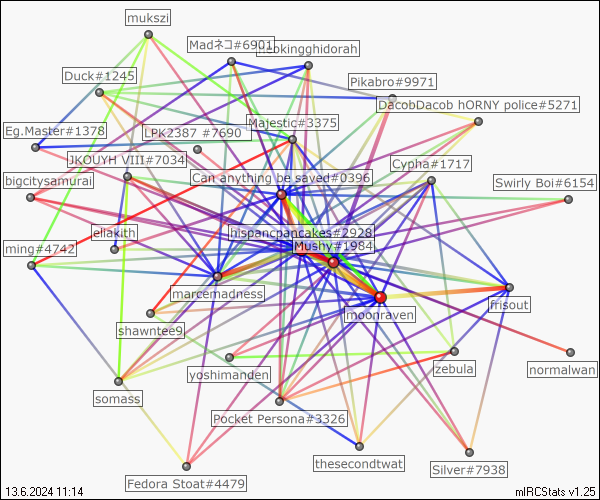 mukszi
Madネコ#6901
mookingghidorah
Duck#1245
Pikabro#9971
DacobDacob hORNY police#5271
Majestic#3375
Eg.Master#1378
LPK2387 #7690
JKOUYH VIII#7034
Cypha#1717
Can anything be saved#0396
bigcitysamurai
Swirly Boi#6154
eliakith
hispancpancakes#2928
Mushy#1984
ming#4742
marcemadness
frisout
moonraven
shawntee9
zebula
normalwan
yoshimanden
somass
Pocket Persona#3326
thesecondtwat
Silver#7938
Fedora Stoat#4479
13.6.2024 11:14
mIRCStats v1.25